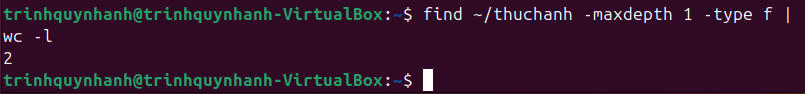 trinhquynhanh@trinhquynhanh-VirtualBox:~$ find ~/thuchanh -maxdepth 1 -type f |
wc -l
2
trinhquynhanh@trinhquynhanh-VirtualBox:~$